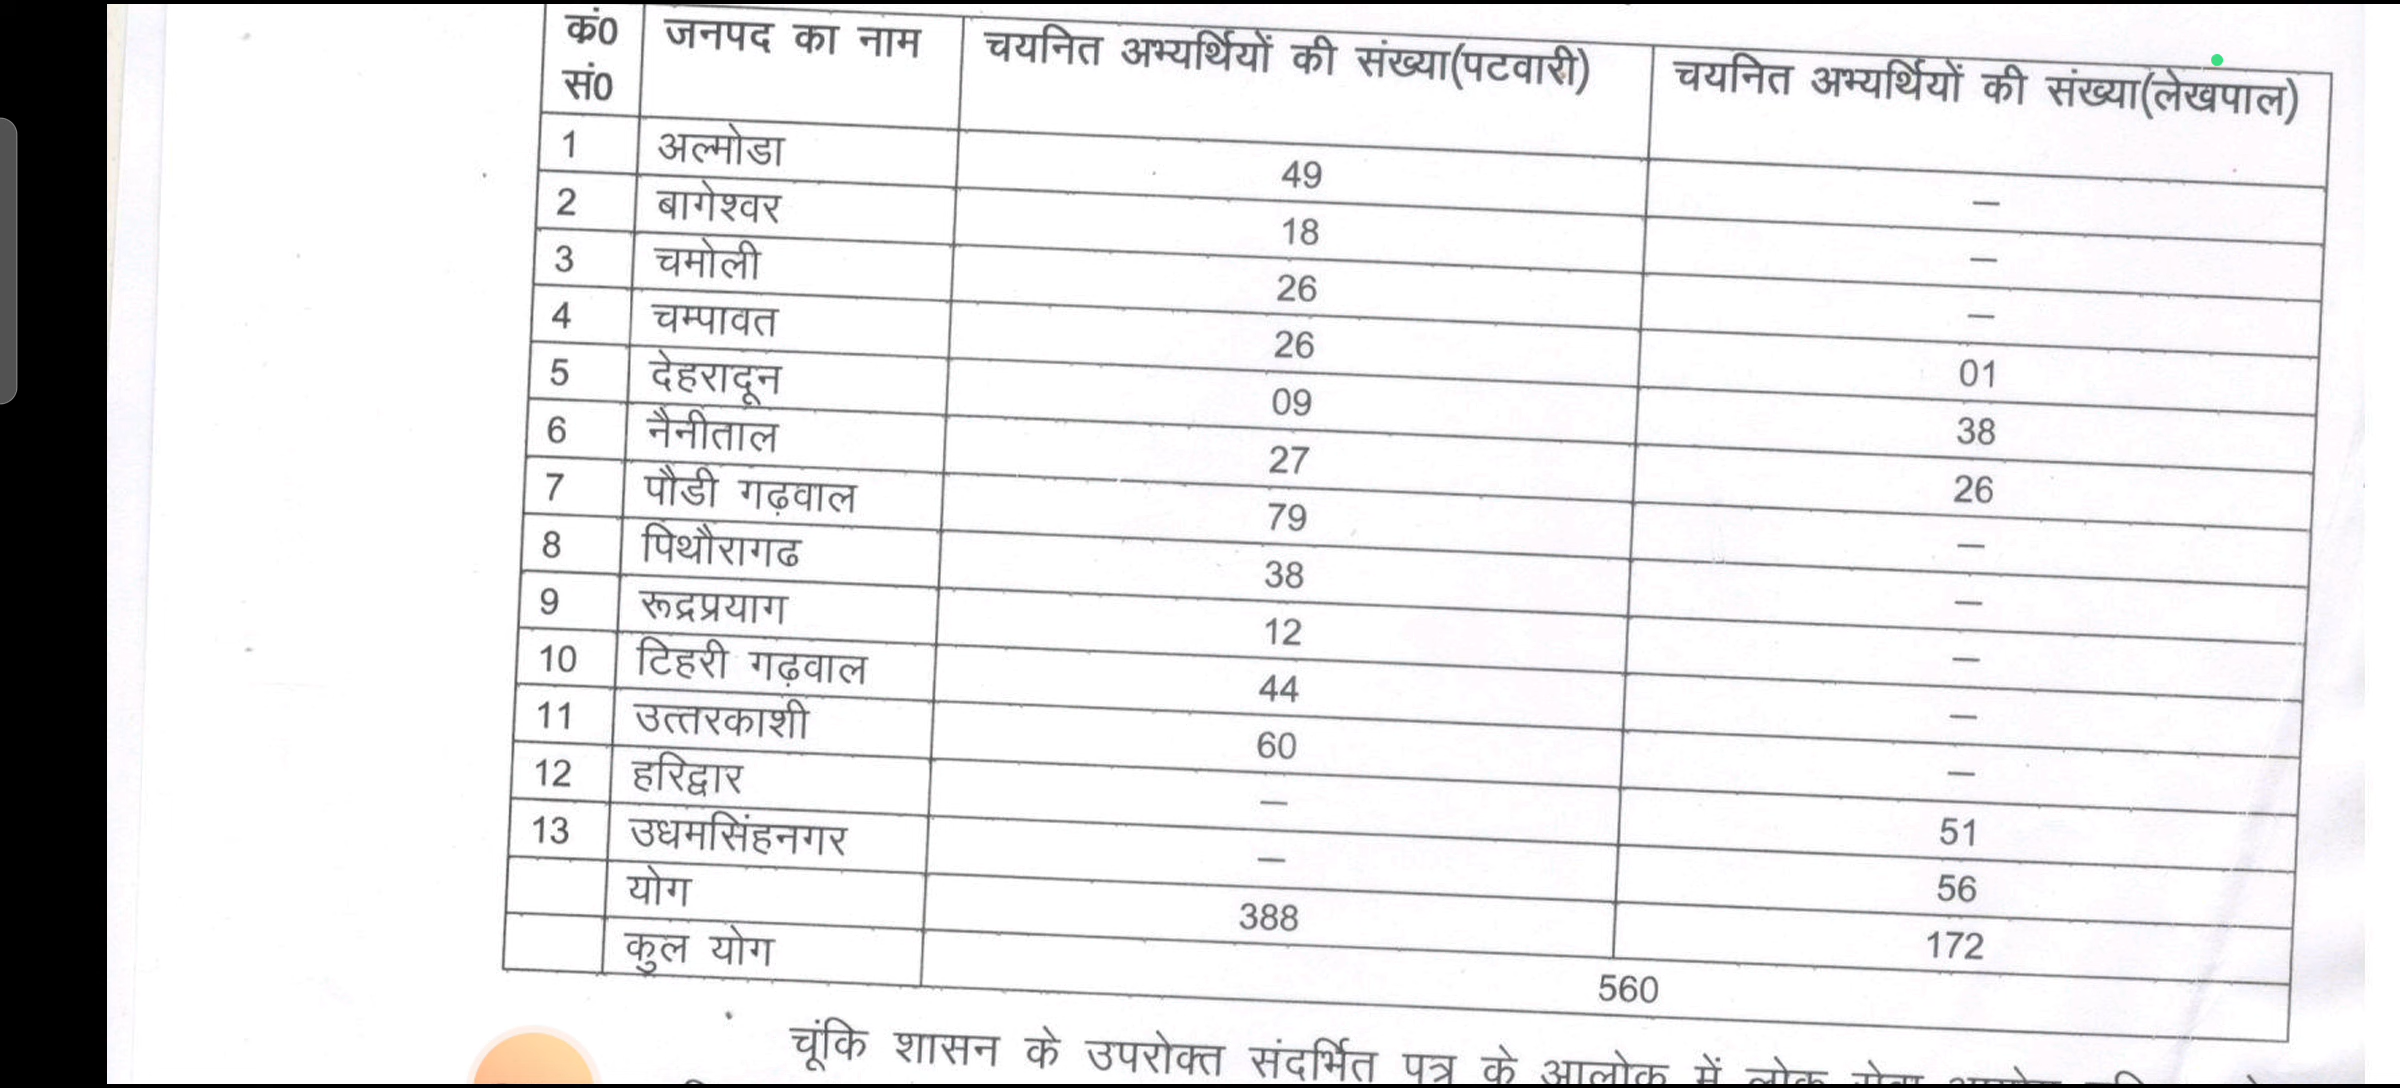 कं0 सं0 जनपद का नाम चयनित अभ्यर्थियों की संख्या(पटवारी) चयनित अभ्यर्थियों की संख्या(लेखपाल)
1 अल्मोडा 49 –
2 बागेश्वर 18 –
3 चमोली 26 –
4 चम्पावत 26 01
5 देहरादून 09 38
6 नैनीताल 27 26
7 पौडी गढ़वाल 79 –
8 पिथौरागढ 38 –
9 रूद्रप्रयाग 12 –
10 टिहरी गढ़वाल 44 –
11 उत्तरकाशी 60 –
12 हरिद्वार – 51
13 उधमसिंहनगर – 56
योग 388 172
कुल योग 560
चूंकि शासन के उपरोक्त संदर्भित पत्र के आलोक में लोक सेवा आयोग